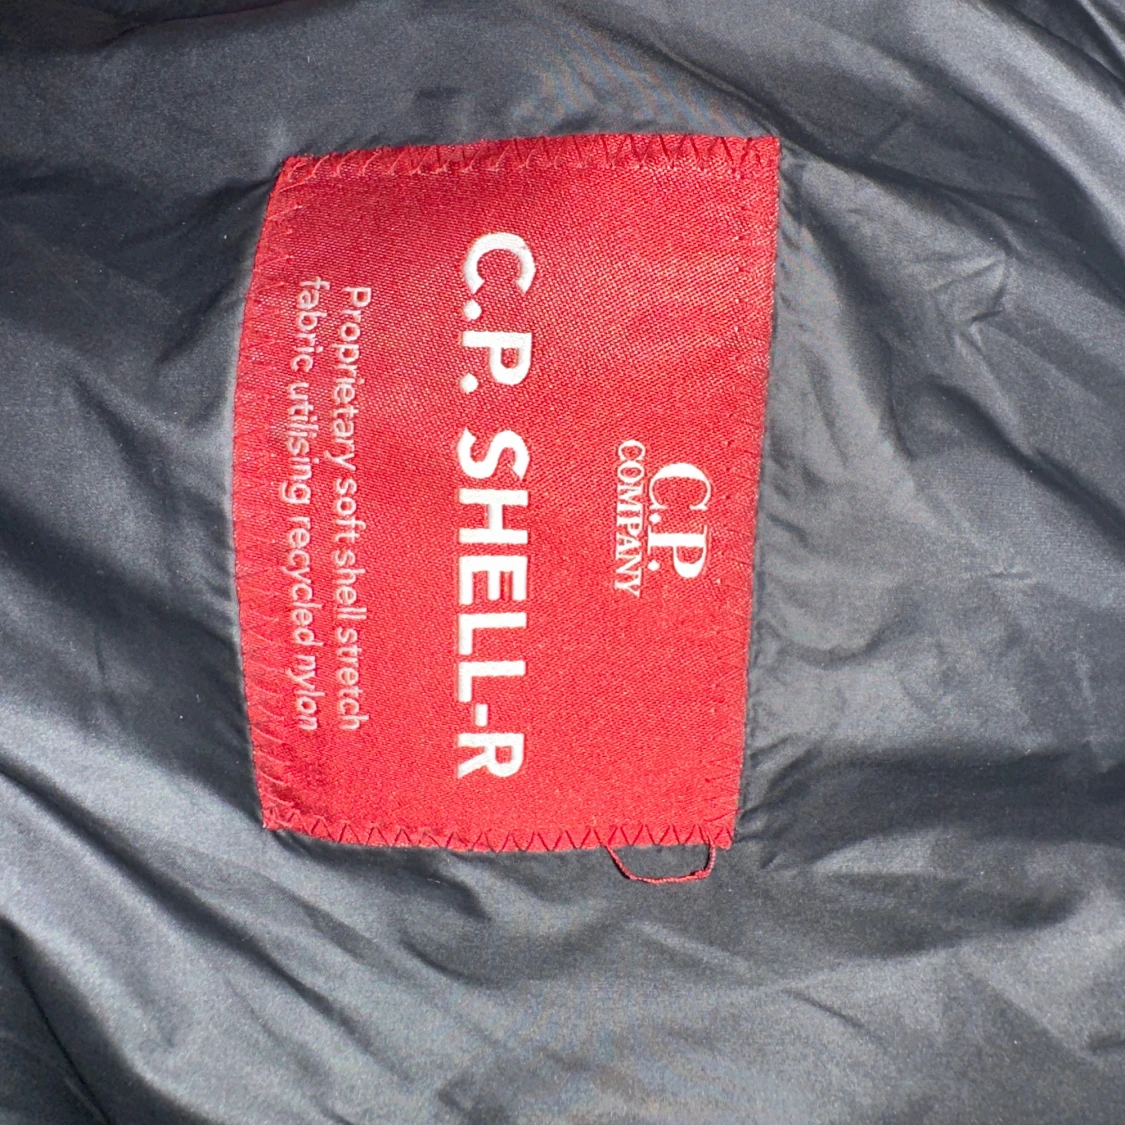 C.P.
COMPANY
C.P. SHELL-R
Proprietary soft shell stretch
fabric utilising recycled nylon